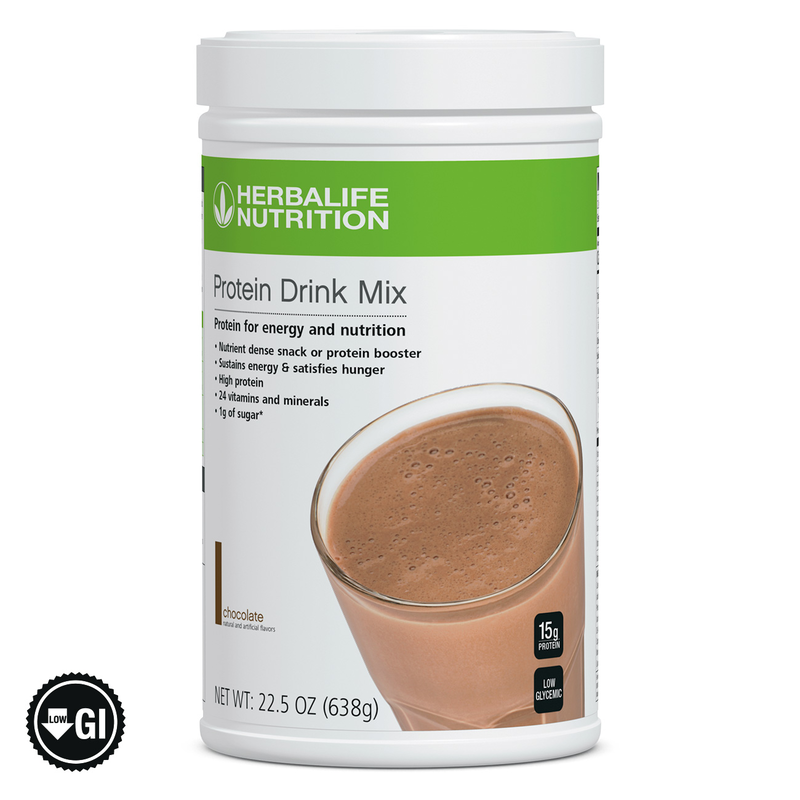 HERBALIFE
NUTRITION
Protein Drink Mix
Protein for energy and nutrition
• Nutrient dense snack or protein booster
• Sustains energy & satisfies hunger
• High protein
• 24 vitamins and minerals
• 1g of sugar*
chocolate
natural and artificial flavors
15g
PROTEIN
LOW
GLYCEMIC
NET WT: 22.5 OZ (638g)
LOW GI